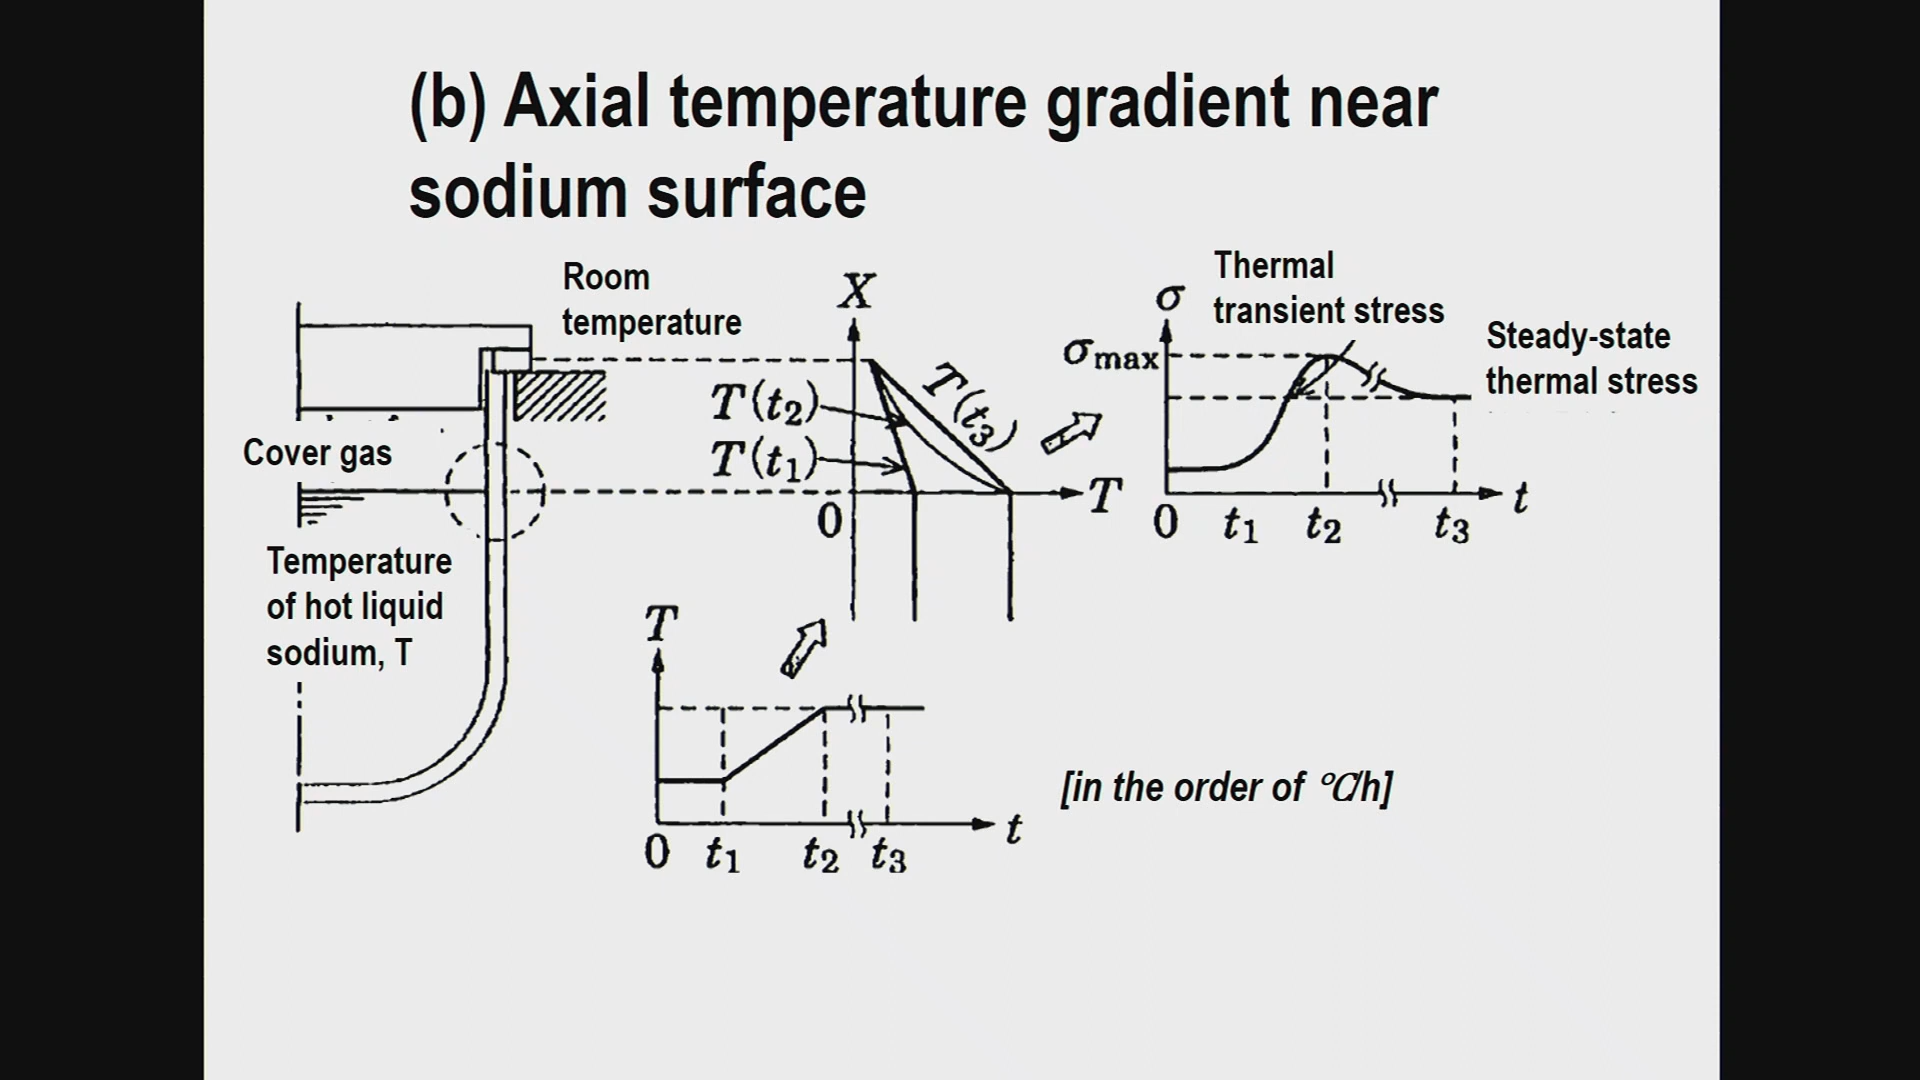 (b) Axial temperature gradient near
sodium surface
Room
temperature
Cover gas
Temperature
of hot liquid
sodium, T
X
T(t₂)
T(t₁)
T(t₃)
0
T
Thermal
transient stress
Steady-state
thermal stress
σ
σmax
0 t₁ t₂ t₃ t
T
0 t₁ t₂ t₃ t
[in the order of ℃/h]